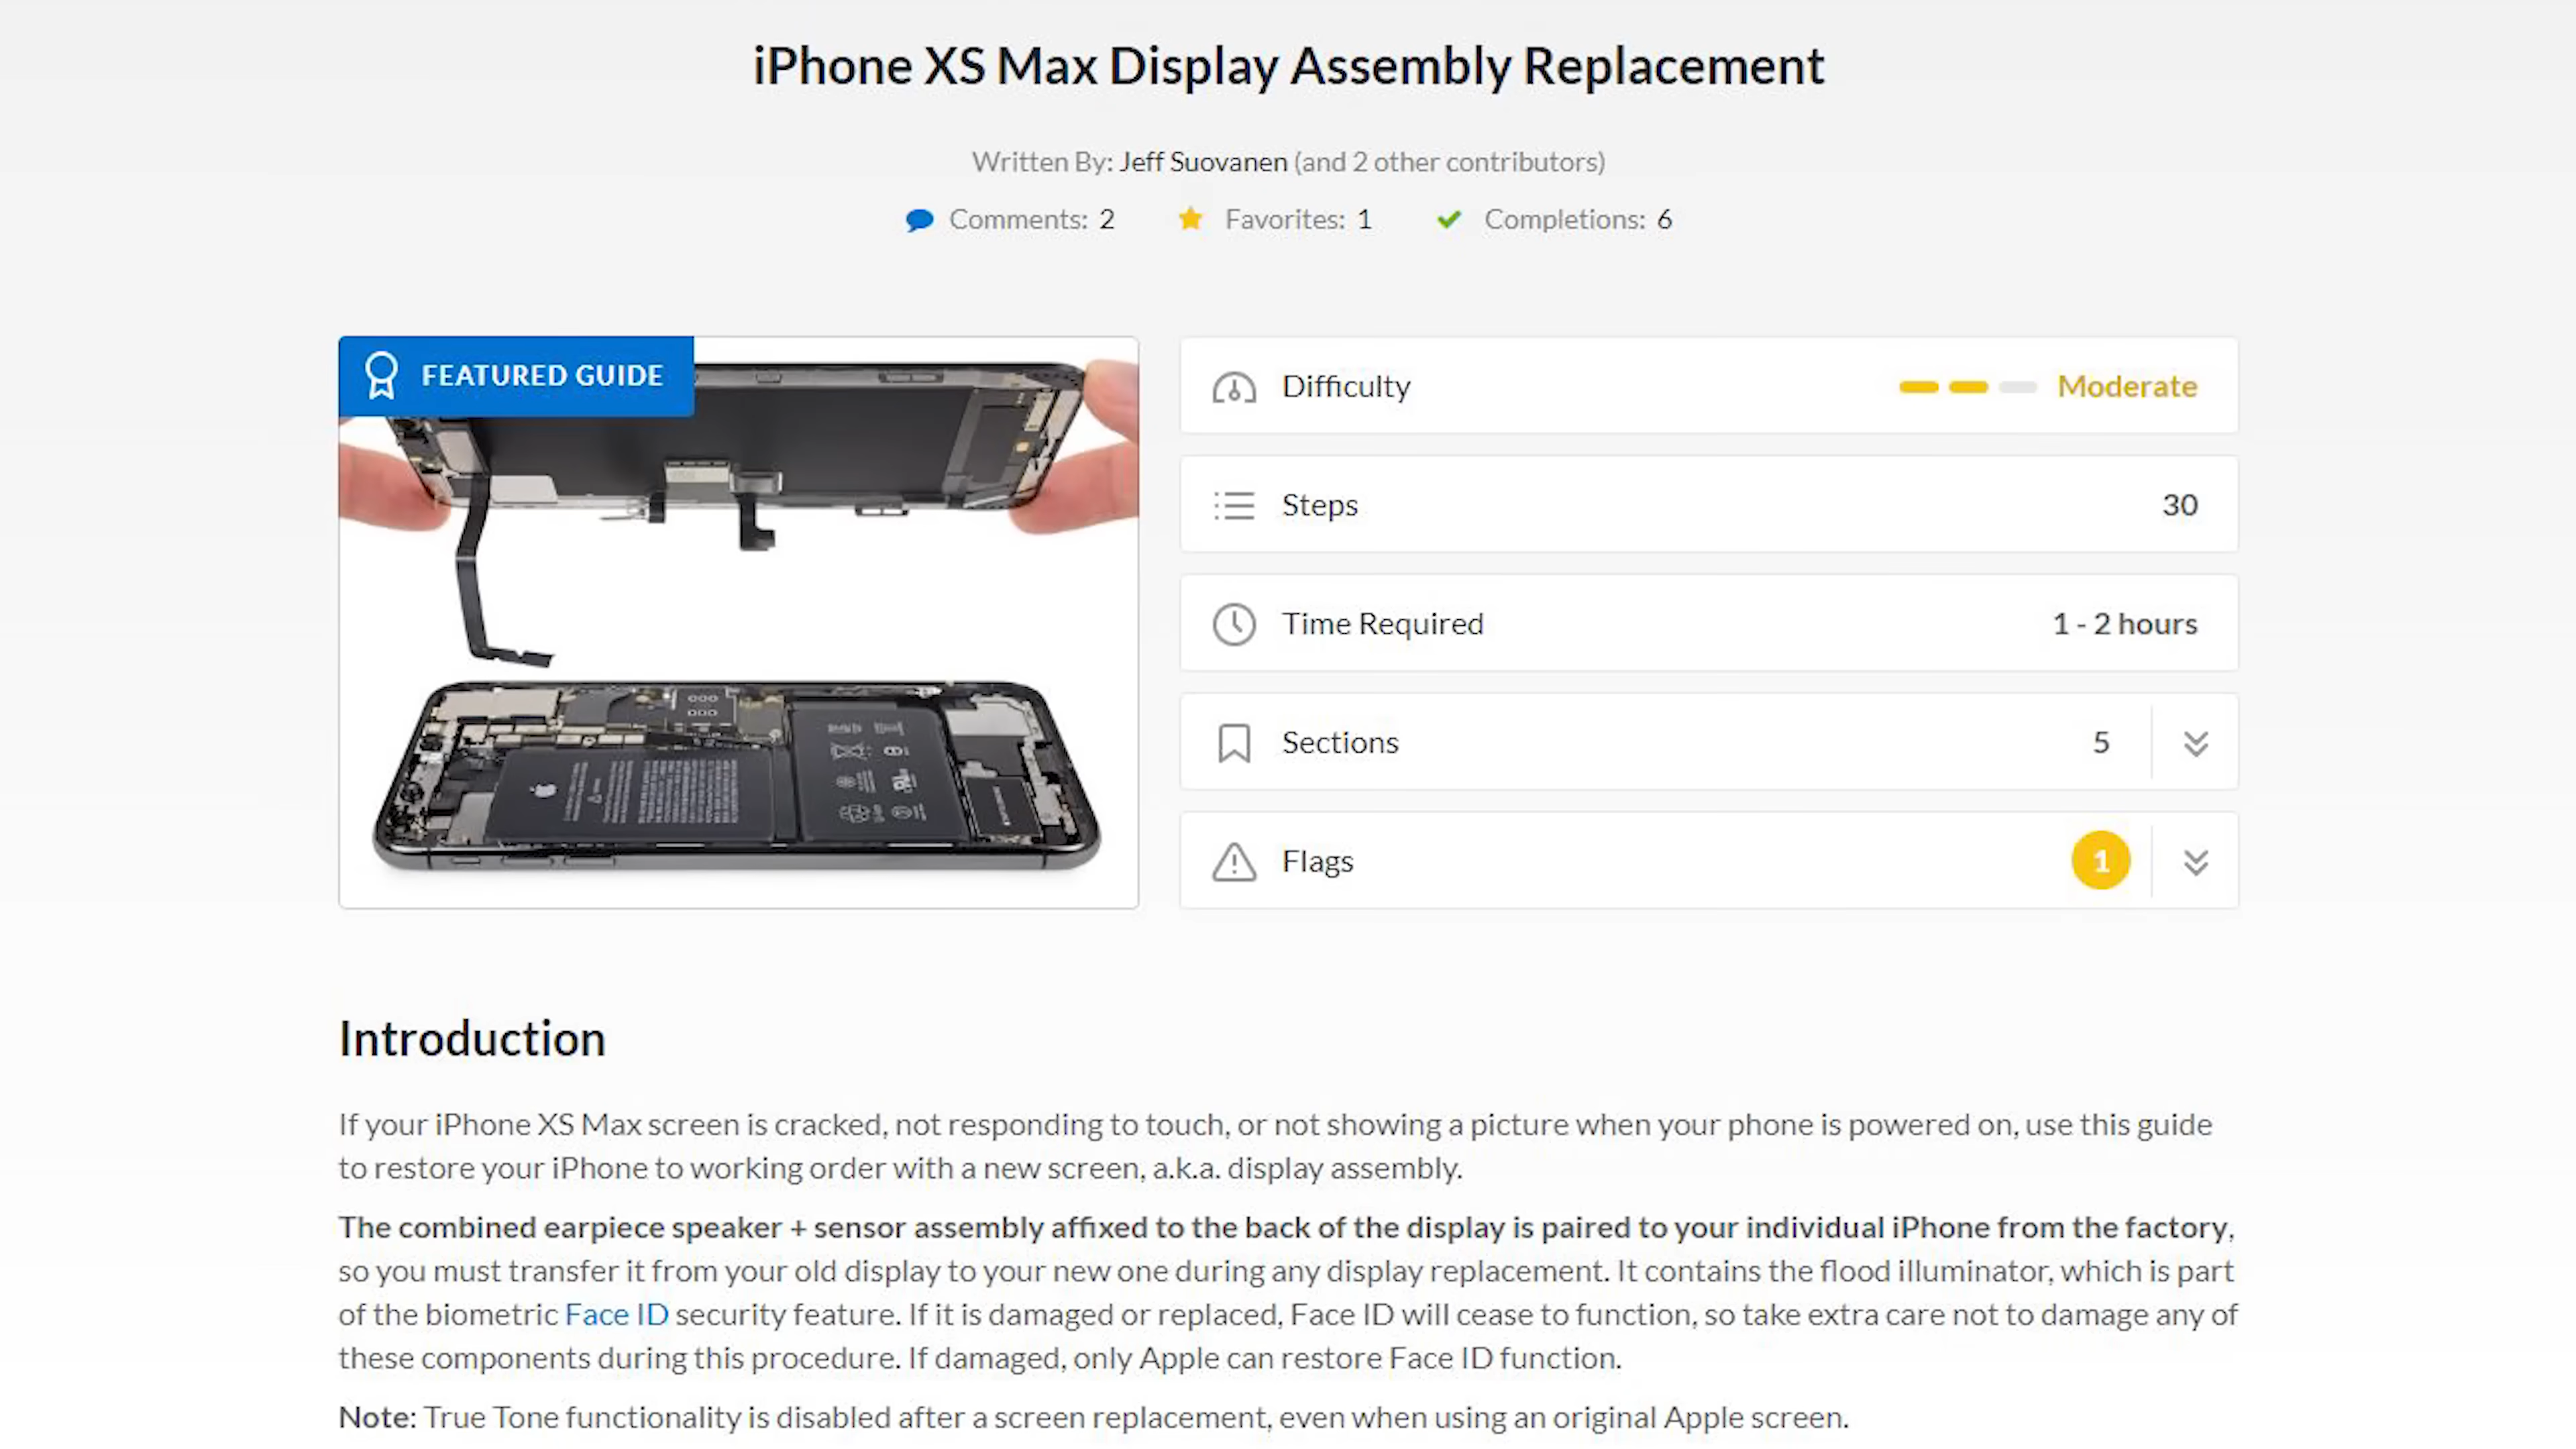 iPhone XS Max Display Assembly Replacement
Written By: Jeff Suovanen (and 2 other contributors)
Comments: 2 Favorites: 1 Completions: 6
FEATURED GUIDE
Difficulty Moderate
Steps 30
Time Required 1 - 2 hours
Sections 5
Flags 1
Introduction
If your iPhone XS Max screen is cracked, not responding to touch, or not showing a picture when your phone is powered on, use this guide
to restore your iPhone to working order with a new screen, a.k.a. display assembly.
The combined earpiece speaker + sensor assembly affixed to the back of the display is paired to your individual iPhone from the factory,
so you must transfer it from your old display to your new one during any display replacement. It contains the flood illuminator, which is part
of the biometric Face ID security feature. If it is damaged or replaced, Face ID will cease to function, so take extra care not to damage any of
these components during this procedure. If damaged, only Apple can restore Face ID function.
Note: True Tone functionality is disabled after a screen replacement, even when using an original Apple screen.